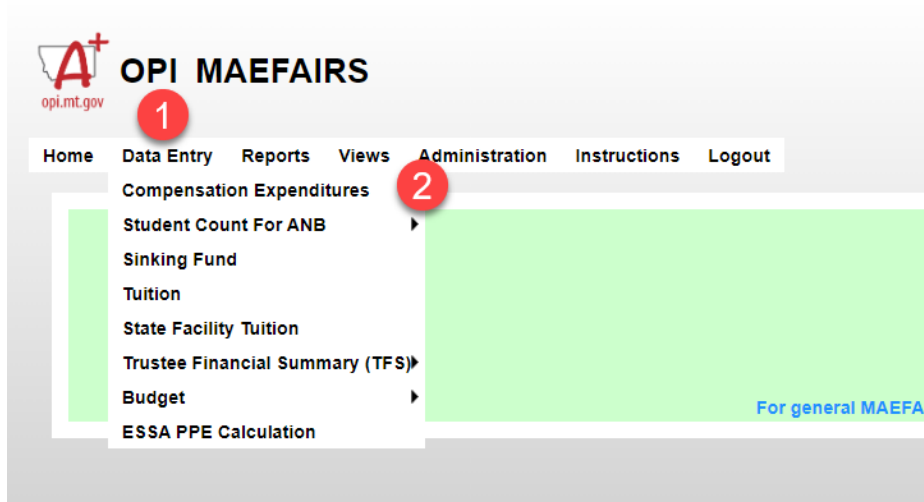 A+
OPI MAEFAIRS
opi.mt.gov
1
Home Data Entry Reports Views Administration Instructions Logout
Compensation Expenditures 2
Student Count For ANB
Sinking Fund
Tuition
State Facility Tuition
Trustee Financial Summary (TFS)
Budget
For general MAEFA
ESSA PPE Calculation